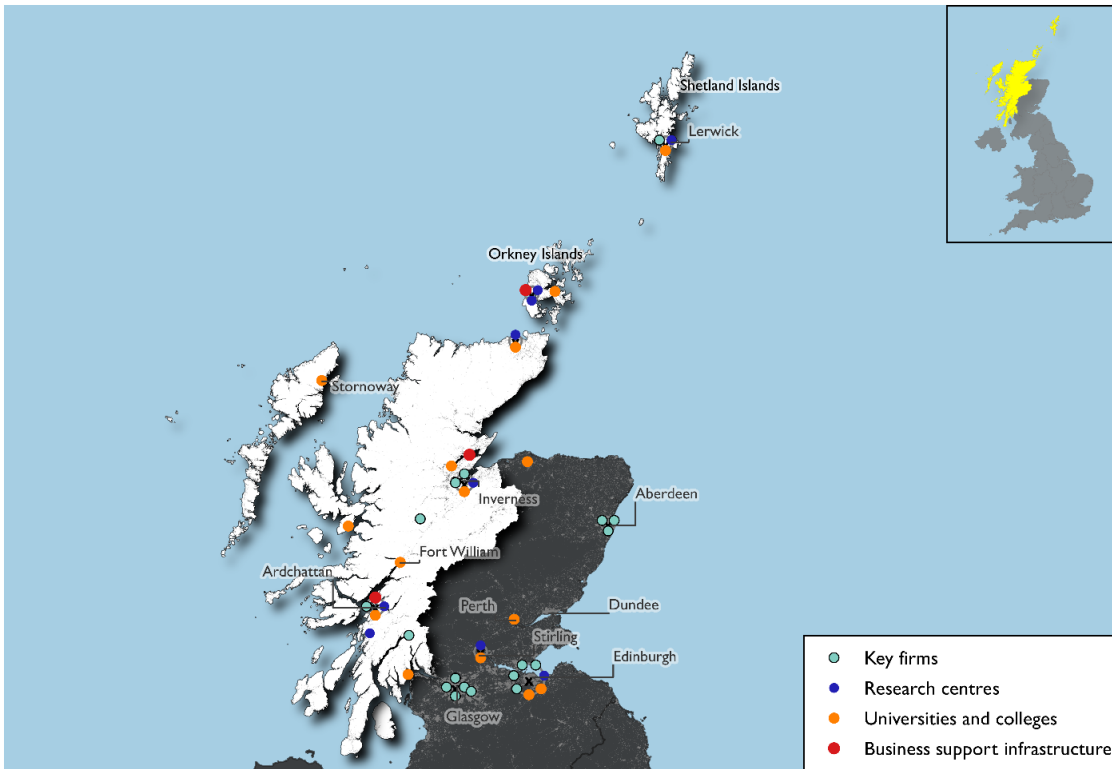 Shetland Islands
Lerwick
Orkney Islands
Stornoway
Inverness
Aberdeen
Fort William
Ardchattan
Perth
Dundee
Stirling
Edinburgh
Glasgow
Key firms
Research centres
Universities and colleges
Business support infrastructure